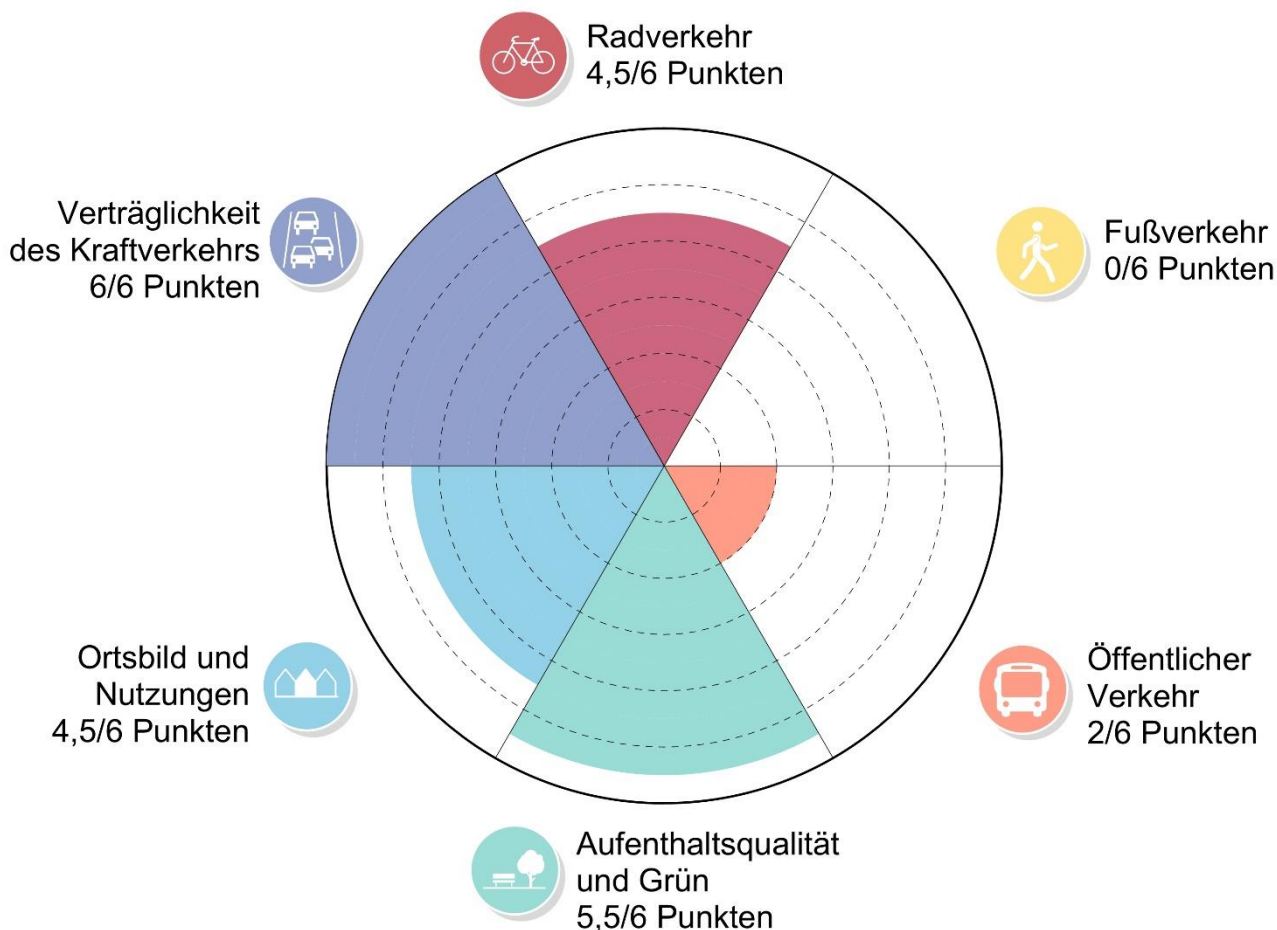 Radverkehr
4,5/6 Punkten
Verträglichkeit
des Kraftverkehrs
6/6 Punkten
Fußverkehr
0/6 Punkten
Ortsbild und
Nutzungen
4,5/6 Punkten
Öffentlicher
Verkehr
2/6 Punkten
Aufenthaltsqualität
und Grün
5,5/6 Punkten